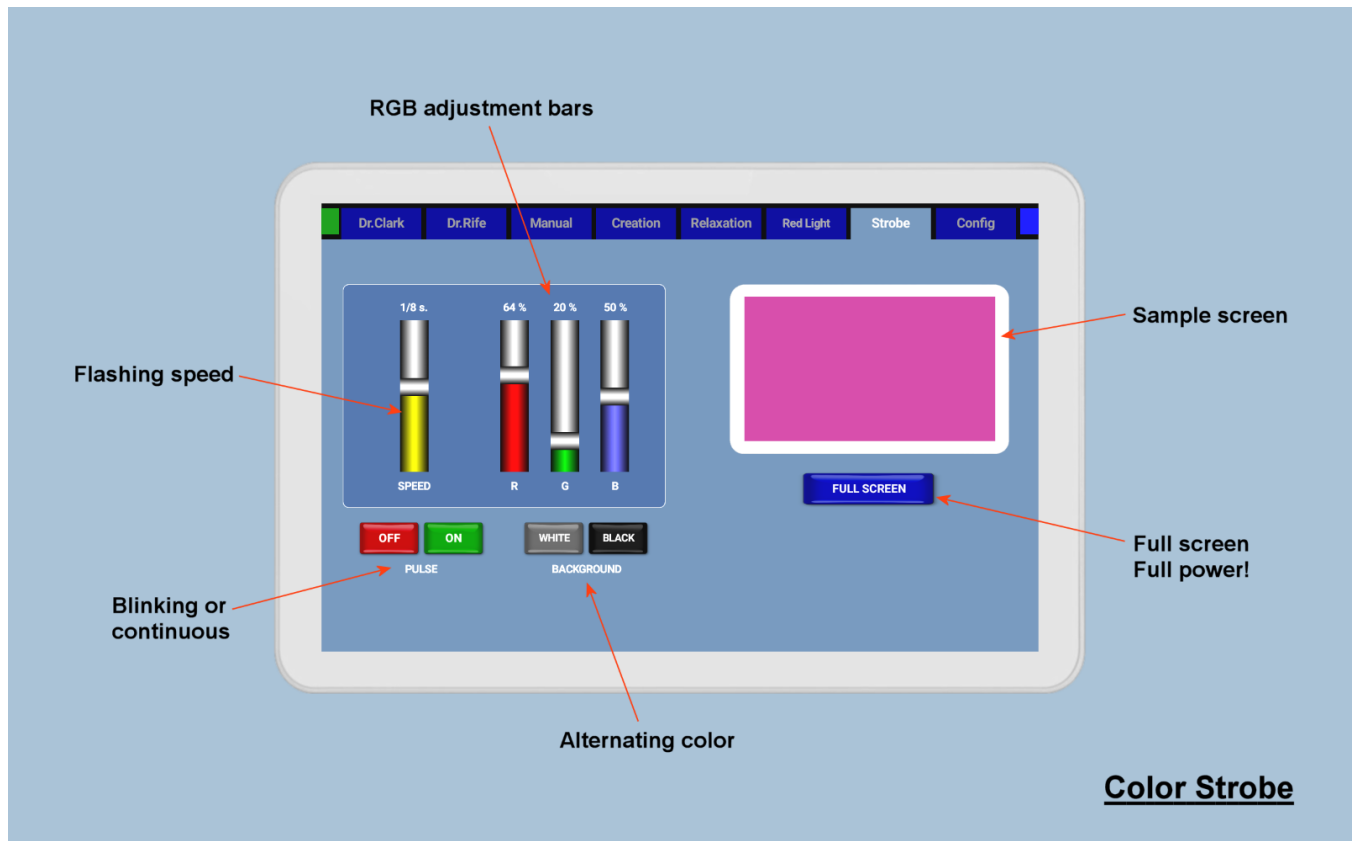 RGB adjustment bars
Dr.Clark Dr.Rife Manual Creation Relaxation Red Light Strobe Config
1/8 s. 64 % 20 % 50 %
Sample screen
Flashing speed
SPEED R G B
FULL SCREEN
OFF ON WHITE BLACK
PULSE BACKGROUND
Full screen
Full power!
Blinking or
continuous
Alternating color
Color Strobe